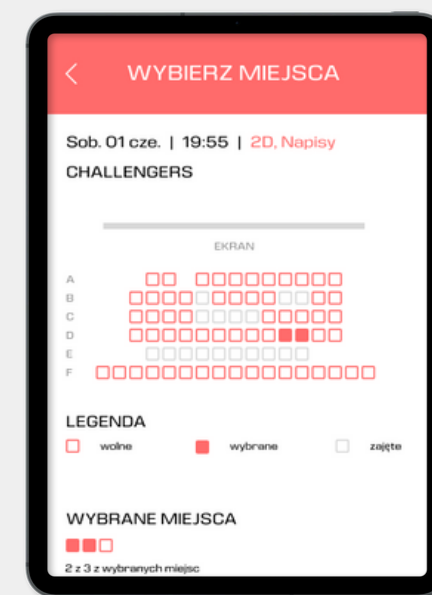 WYBIERZ MIEJSCA
Sob. 01 cze. | 19:55 | 2D, Napisy
CHALLENGERS
EKRAN
A
B
C
D
E
F
LEGENDA
wolne wybrane zajęte
WYBRANE MIEJSCA
2 z 3 z wybranych miejsc